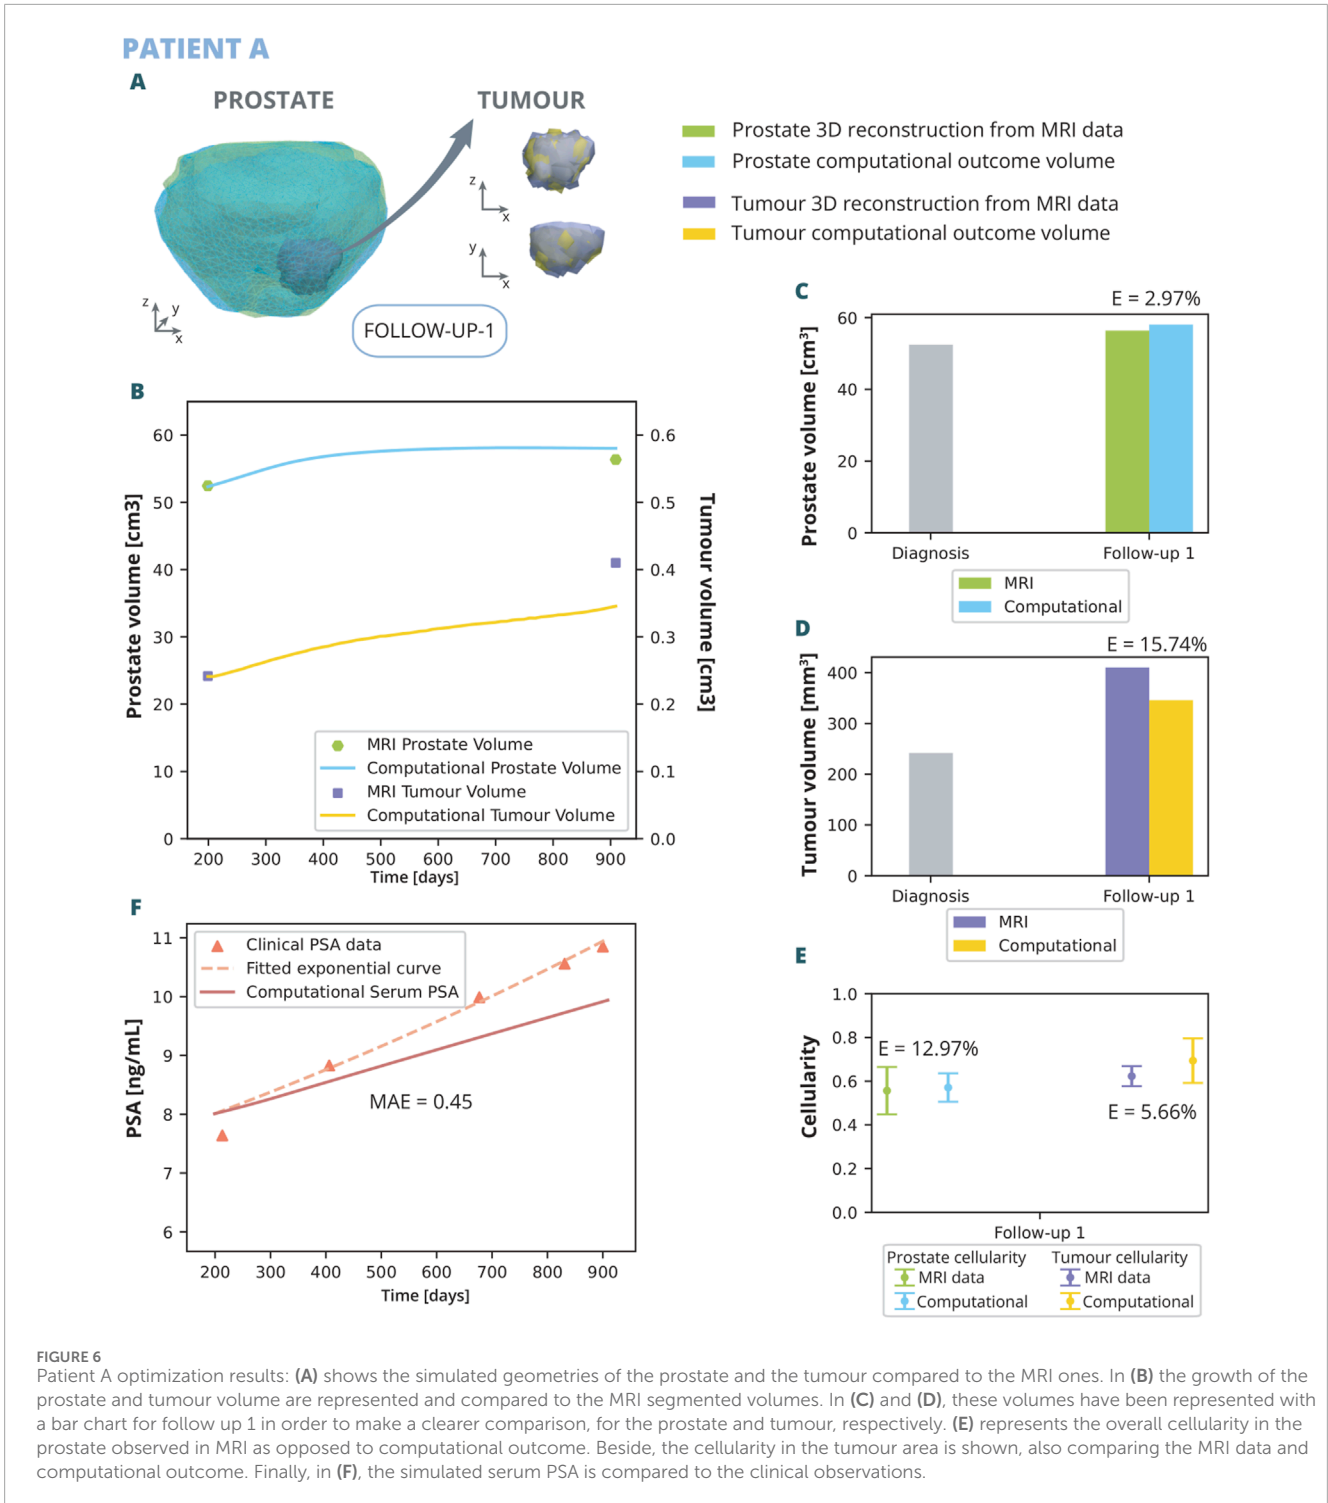 PATIENT A
A
PROSTATE
TUMOUR
z
x
y
x
z
y
x
FOLLOW-UP-1
Prostate 3D reconstruction from MRI data
Prostate computational outcome volume
Tumour 3D reconstruction from MRI data
Tumour computational outcome volume
B
Prostate volume [cm3]
60
50
40
30
20
10
0
0.6
0.5
0.4
0.3
0.2
0.1
0.0
Tumour volume [cm3]
MRI Prostate Volume
Computational Prostate Volume
MRI Tumour Volume
Computational Tumour Volume
200 300 400 500 600 700 800 900
Time [days]
C
E = 2.97%
Prostate volume [cm³]
60
40
20
0
Diagnosis Follow-up 1
MRI
Computational
D
E = 15.74%
Tumour volume [mm³]
400
300
200
100
0
Diagnosis Follow-up 1
MRI
Computational
F
PSA [ng/mL]
11
10
9
8
7
6
Clinical PSA data
Fitted exponential curve
Computational Serum PSA
MAE = 0.45
200 300 400 500 600 700 800 900
Time [days]
E
Cellularity
1.0
0.8
0.6
0.4
0.2
0.0
E = 12.97%
E = 5.66%
Follow-up 1
Prostate cellularity Tumour cellularity
MRI data MRI data
Computational Computational
FIGURE 6
Patient A optimization results: (A) shows the simulated geometries of the prostate and the tumour compared to the MRI ones. In (B) the growth of the
prostate and tumour volume are represented and compared to the MRI segmented volumes. In (C) and (D), these volumes have been represented with
a bar chart for follow up 1 in order to make a clearer comparison, for the prostate and tumour, respectively. (E) represents the overall cellularity in the
prostate observed in MRI as opposed to computational outcome. Beside, the cellularity in the tumour area is shown, also comparing the MRI data and
computational outcome. Finally, in (F), the simulated serum PSA is compared to the clinical observations.